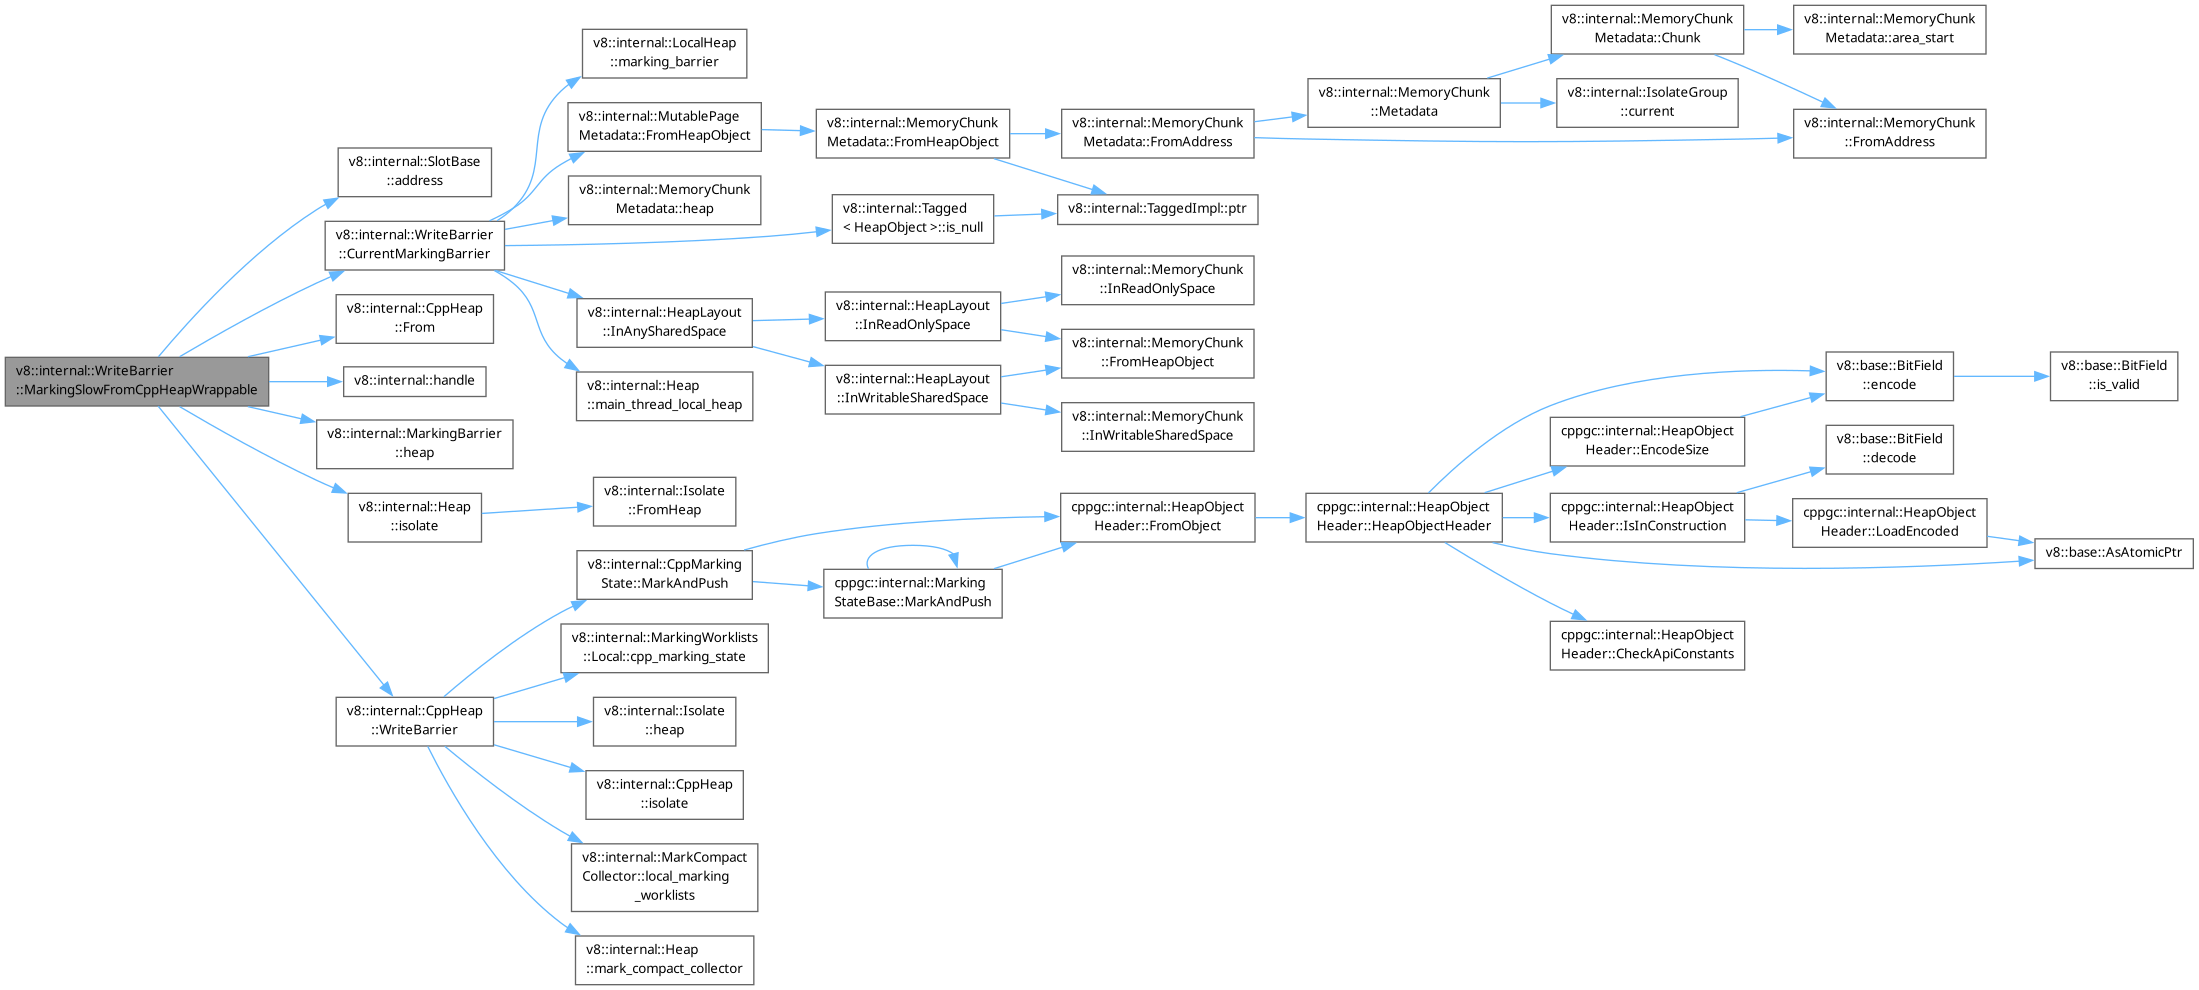 v8::internal::WriteBarrier
::MarkingSlowFromCppHeapWrappable
v8::internal::SlotBase
::address
v8::internal::WriteBarrier
::CurrentMarkingBarrier
v8::internal::CppHeap
::From
v8::internal::handle
v8::internal::MarkingBarrier
::heap
v8::internal::Heap
::isolate
v8::internal::CppHeap
::WriteBarrier
v8::internal::LocalHeap
::marking_barrier
v8::internal::MutablePage
Metadata::FromHeapObject
v8::internal::MemoryChunk
Metadata::heap
v8::internal::HeapLayout
::InAnySharedSpace
v8::internal::Heap
::main_thread_local_heap
v8::internal::Isolate
::FromHeap
v8::internal::CppMarking
State::MarkAndPush
v8::internal::MarkingWorklists
::Local::cpp_marking_state
v8::internal::Isolate
::heap
v8::internal::CppHeap
::isolate
v8::internal::MarkCompact
Collector::local_marking
_worklists
v8::internal::Heap
::mark_compact_collector
v8::internal::MemoryChunk
Metadata::FromHeapObject
v8::internal::Tagged
< HeapObject >::is_null
v8::internal::HeapLayout
::InReadOnlySpace
v8::internal::HeapLayout
::InWritableSharedSpace
cppgc::internal::Marking
StateBase::MarkAndPush
v8::internal::MemoryChunk
Metadata::FromAddress
v8::internal::TaggedImpl::ptr
v8::internal::MemoryChunk
::InReadOnlySpace
v8::internal::MemoryChunk
::FromHeapObject
v8::internal::MemoryChunk
::InWritableSharedSpace
cppgc::internal::HeapObject
Header::FromObject
v8::internal::MemoryChunk
::Metadata
cppgc::internal::HeapObject
Header::HeapObjectHeader
v8::internal::MemoryChunk
Metadata::Chunk
v8::internal::IsolateGroup
::current
cppgc::internal::HeapObject
Header::EncodeSize
cppgc::internal::HeapObject
Header::IsInConstruction
cppgc::internal::HeapObject
Header::CheckApiConstants
v8::internal::MemoryChunk
Metadata::area_start
v8::internal::MemoryChunk
::FromAddress
v8::base::BitField
::encode
v8::base::BitField
::decode
cppgc::internal::HeapObject
Header::LoadEncoded
v8::base::BitField
::is_valid
v8::base::AsAtomicPtr